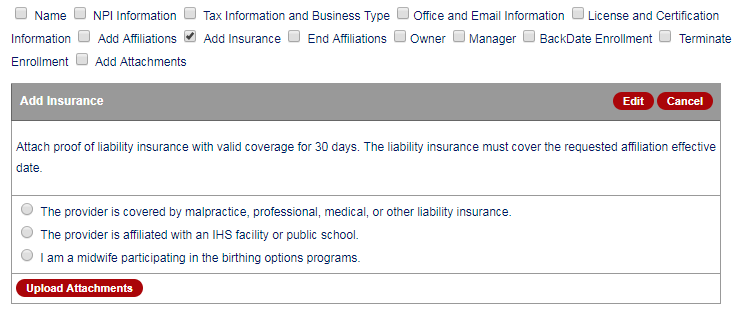 Name NPI Information Tax Information and Business Type Office and Email Information License and Certification
Information Add Affiliations Add Insurance End Affiliations Owner Manager BackDate Enrollment Terminate
Enrollment Add Attachments
Add Insurance Edit Cancel
Attach proof of liability insurance with valid coverage for 30 days. The liability insurance must cover the requested affiliation effective
date.
The provider is covered by malpractice, professional, medical, or other liability insurance.
The provider is affiliated with an IHS facility or public school.
I am a midwife participating in the birthing options programs.
Upload Attachments